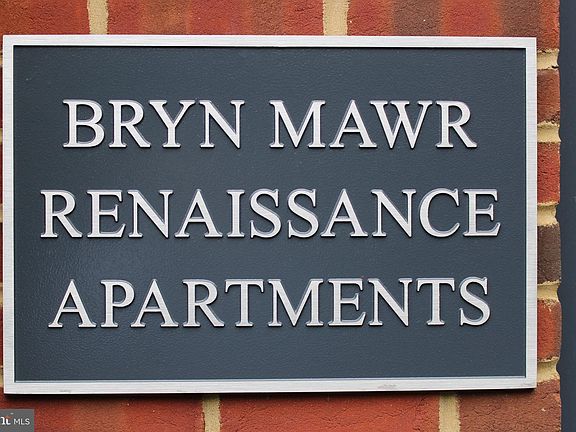 BRYN MAWR
RENAISSANCE
APARTMENTS
MLS